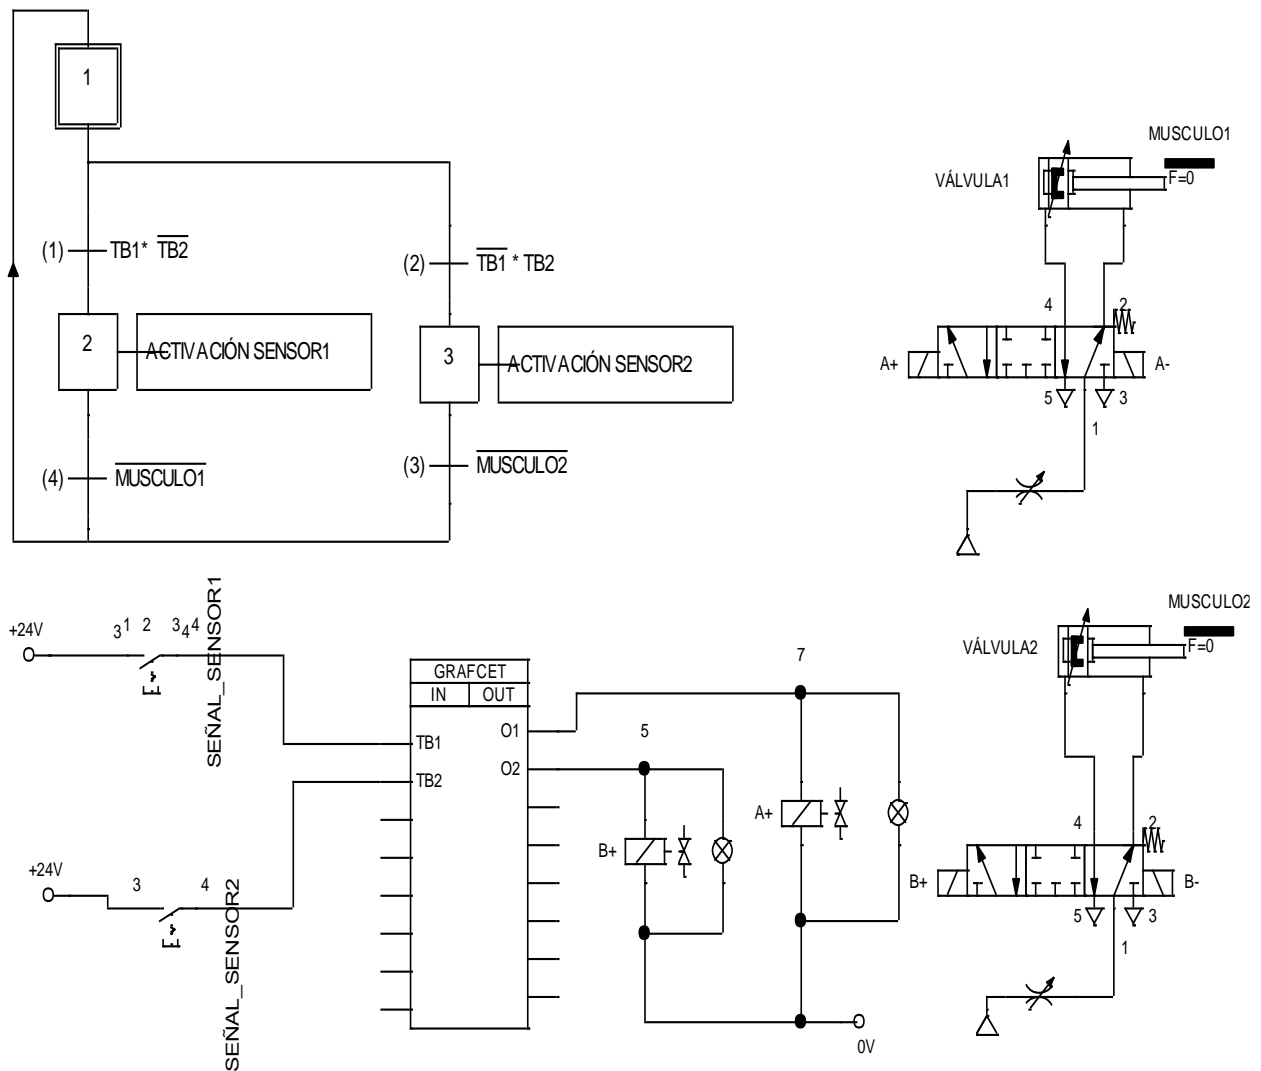 1
(1) TB1* TB2
(2) TB1 * TB2
2 ACTIVACIÓN SENSOR1
3 ACTIVACIÓN SENSOR2
(4) MUSCULO1
(3) MUSCULO2
MUSCULO1
VÁLVULA1
F=0
4 2
A+ A-
5 3
1
+24V
3 1 2 3 4 4
SEÑAL_SENSOR1
GRAFCET
IN OUT
TB1 O1
TB2 O2
5
7
A+
B+
0V
+24V
3 4
SEÑAL_SENSOR2
MUSCULO2
VÁLVULA2
F=0
4 2
B+ B-
5 3
1